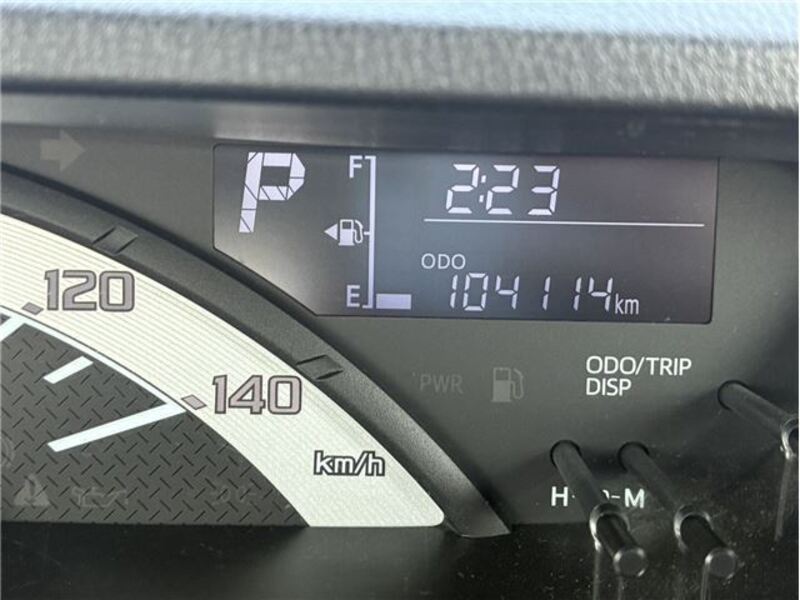 P
F
2:23
ODO
E
104114km
120
140
km/h
PWR
ODO/TRIP
DISP
H
M